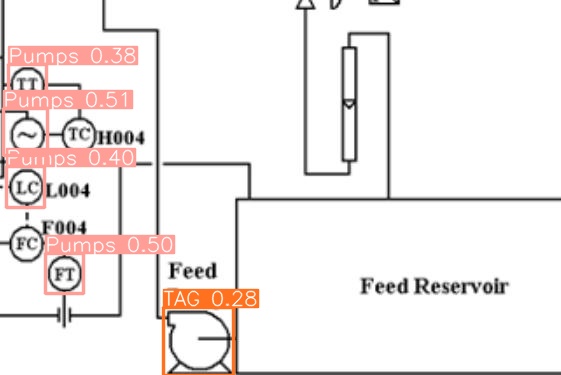 Pumps 0.38
TT
Pumps 0.51
~
TC
H004
Pumps 0.40
LC
L004
F004
FC
Pumps 0.50
FT
Feed
Feed Reservoir
TAG 0.28